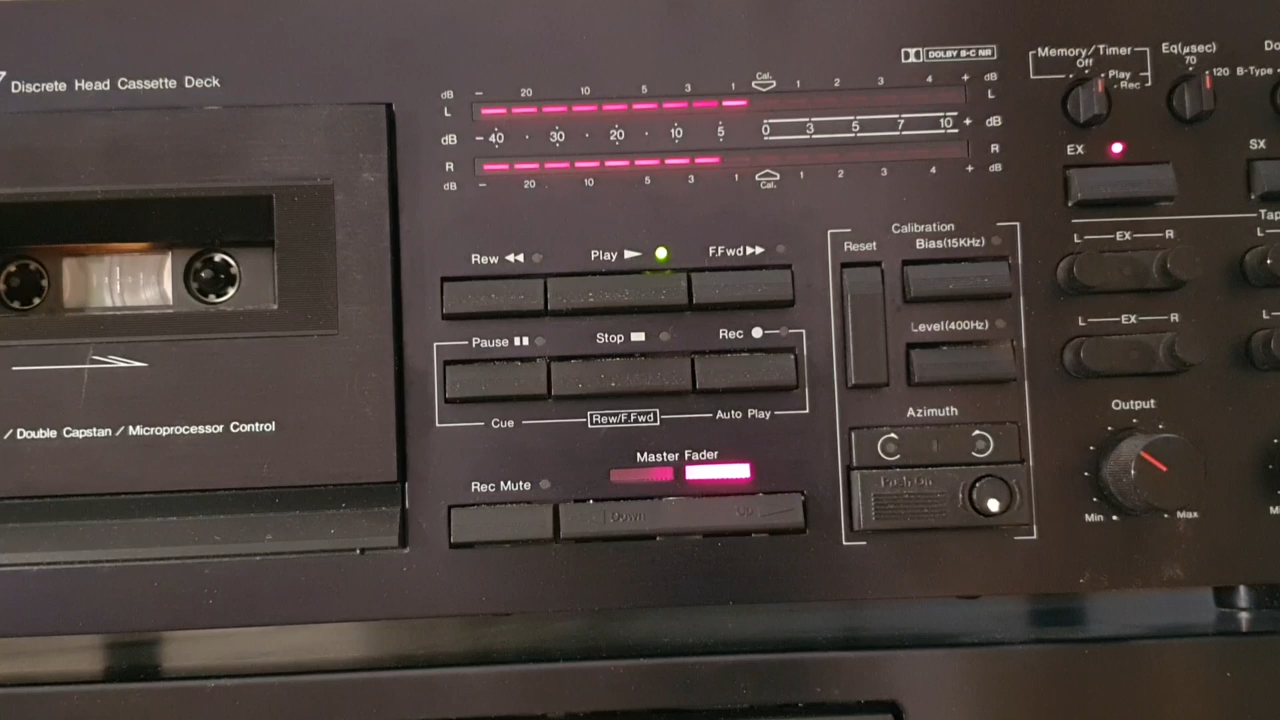 Discrete Head Cassette Deck
/ Double Capstan / Microprocessor Control
DOLBY B-C NR
Cal.
dB − 20 10 5 3 1 1 2 3 4 + dB
L L
dB − 40 · 30 · 20 · 10 · 5 0 3 5 7 10 + dB
R R
dB − 20 10 5 3 1 1 2 3 4 + dB
Cal.
Rew Play F.Fwd
Pause Stop Rec
Cue Rew/F.Fwd Auto Play
Master Fader
Rec Mute
Down Up
Calibration
Reset Bias(15KHz)
Level(400Hz)
Azimuth
Push On
Memory/Timer
Off
Play
Rec
Eq(μsec)
70
120
B-Type
EX
SX
L EX R
L
L EX R
L
Output
Min Max